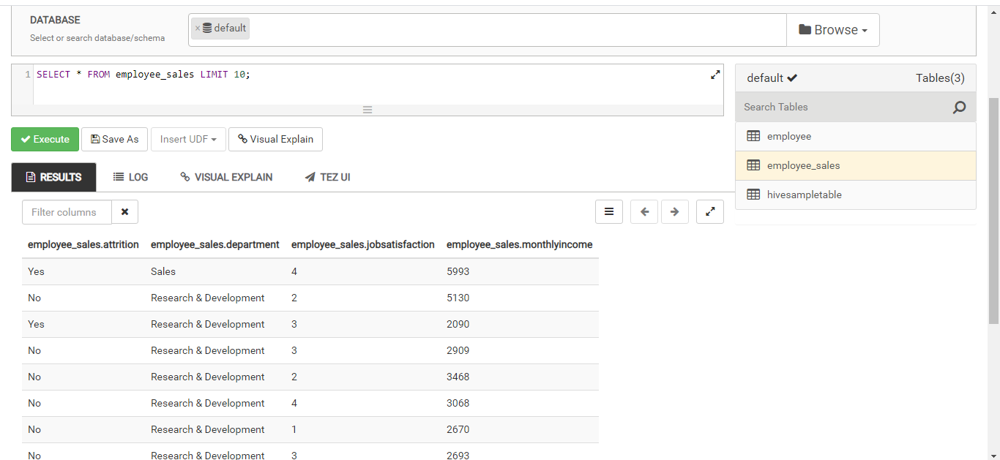 DATABASE
Select or search database/schema
× default
Browse
1 SELECT * FROM employee_sales LIMIT 10;
default Tables(3)
Search Tables
employee
employee_sales
hivesampletable
Execute Save As Insert UDF Visual Explain
RESULTS LOG VISUAL EXPLAIN TEZ UI
Filter columns
employee_sales.attrition employee_sales.department employee_sales.jobsatisfaction employee_sales.monthlyincome
Yes Sales 4 5993
No Research & Development 2 5130
Yes Research & Development 3 2090
No Research & Development 3 2909
No Research & Development 2 3468
No Research & Development 4 3068
No Research & Development 1 2670
No Research & Development 3 2693